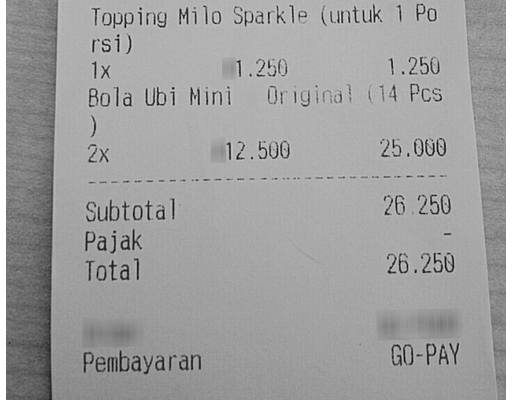 Topping Milo Sparkle (untuk 1 Po
rsi)
1x 1.250 1.250
Bola Ubi Mini Original (14 Pcs
)
2x 12.500 25.000
Subtotal 26.250
Pajak -
Total 26.250
Pembayaran GO-PAY